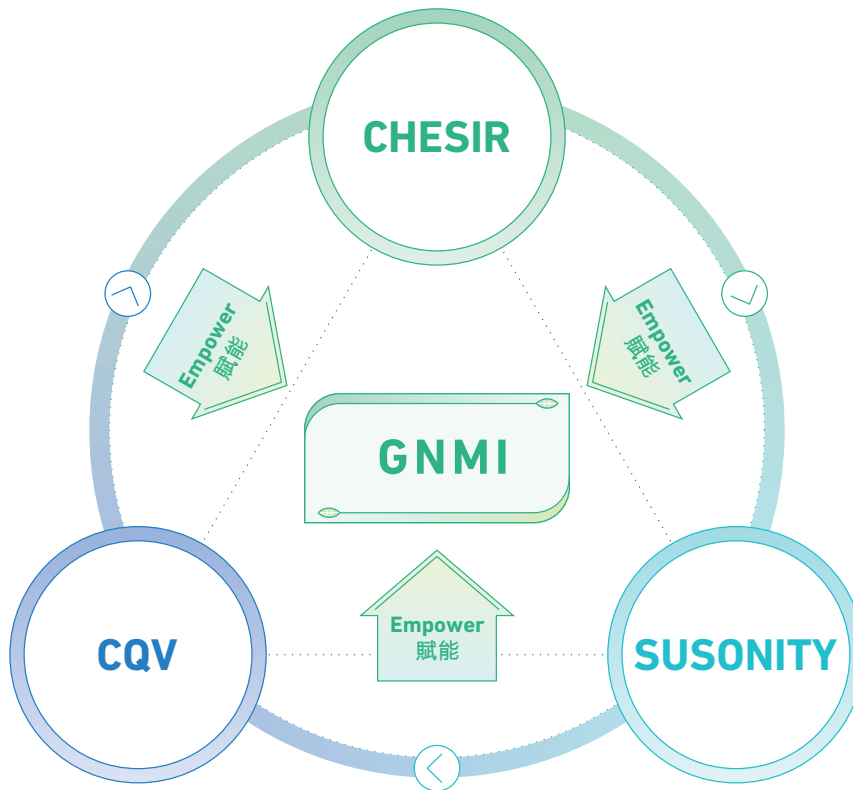 CHESIR
Empower
賦能
Empower
賦能
GNMI
Empower
賦能
CQV
SUSONITY